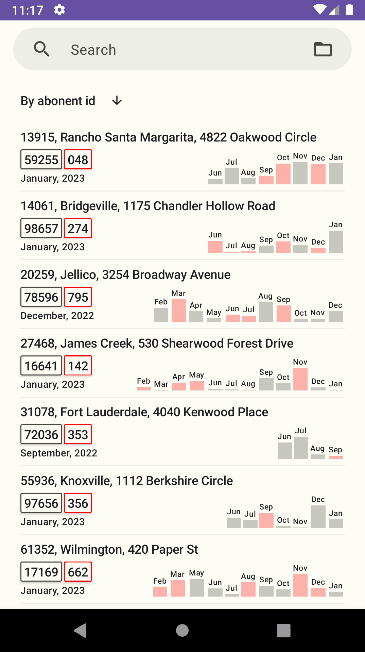 11:17
Search
By abonent id
13915, Rancho Santa Margarita, 4822 Oakwood Circle
59255 048
January, 2023
Jun Jul Aug Sep Oct Nov Dec Jan
14061, Bridgeville, 1175 Chandler Hollow Road
98657 274
January, 2023
Jun Jul Aug Sep Oct Nov Dec Jan
20259, Jellico, 3254 Broadway Avenue
78596 795
December, 2022
Feb Mar Apr May Jun Jul Aug Sep Oct Nov Dec
27468, James Creek, 530 Shearwood Forest Drive
16641 142
January, 2023
Feb Mar Apr May Jun Jul Aug Sep Oct Nov Dec Jan
31078, Fort Lauderdale, 4040 Kenwood Place
72036 353
September, 2022
Jun Jul Aug Sep
55936, Knoxville, 1112 Berkshire Circle
97656 356
January, 2023
Jun Jul Sep Oct Nov Dec Jan
61352, Wilmington, 420 Paper St
17169 662
January, 2023
Feb Mar May Jun Jul Aug Sep Oct Nov Dec Jan